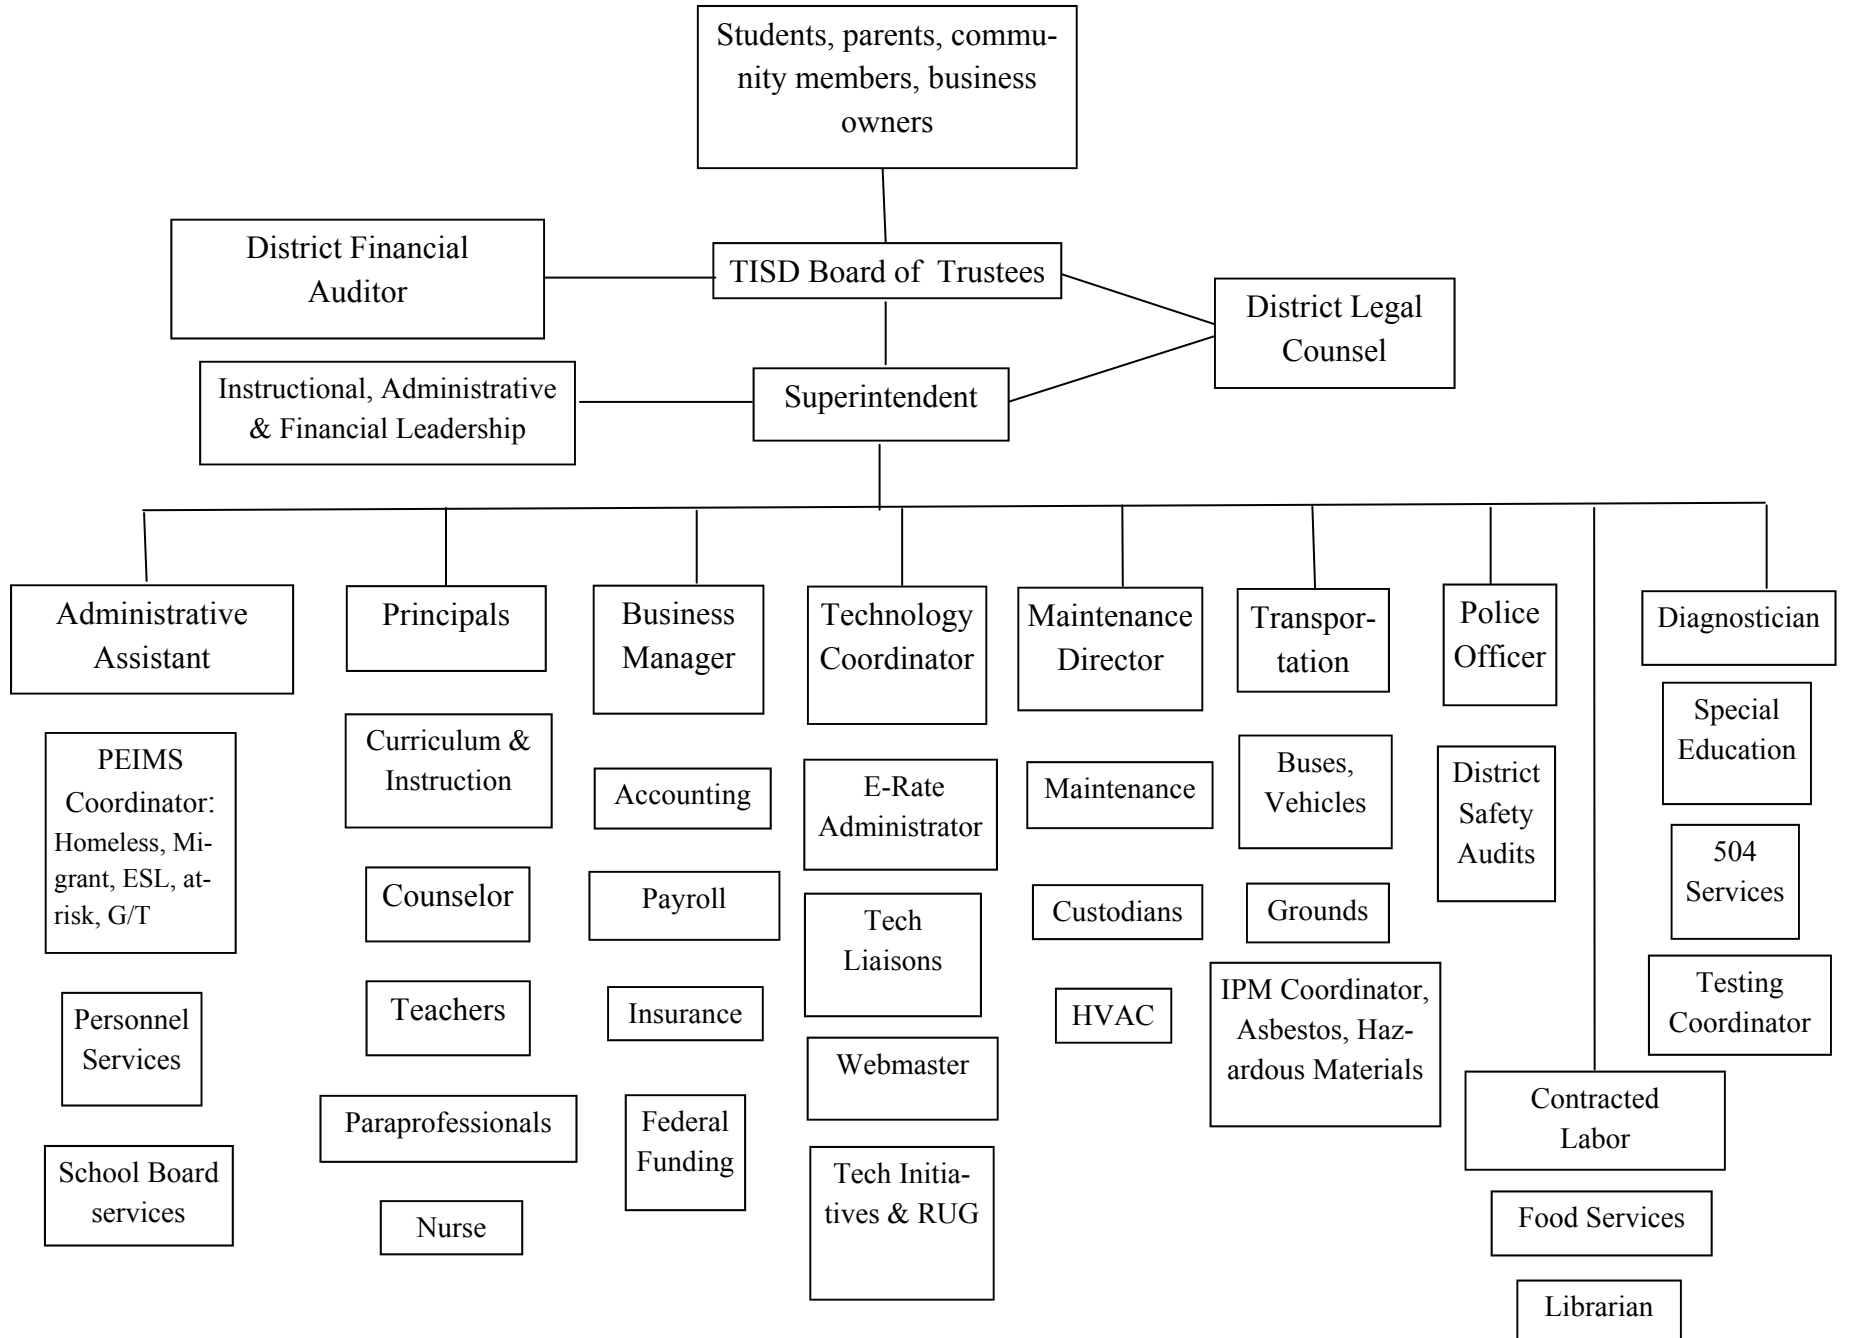 Students, parents, commu-
nity members, business
owners
District Financial
Auditor
TISD Board of Trustees
District Legal
Counsel
Instructional, Administrative
& Financial Leadership
Superintendent
Administrative
Assistant
PEIMS
Coordinator:
Homeless, Mi-
grant, ESL, at-
risk, G/T
Personnel
Services
School Board
services
Principals
Curriculum &
Instruction
Counselor
Teachers
Paraprofessionals
Nurse
Business
Manager
Accounting
Payroll
Insurance
Federal
Funding
Technology
Coordinator
E-Rate
Administrator
Tech
Liaisons
Webmaster
Tech Initia-
tives & RUG
Maintenance
Director
Maintenance
Custodians
HVAC
Transpor-
tation
Buses,
Vehicles
Grounds
IPM Coordinator,
Asbestos, Haz-
ardous Materials
Police
Officer
District
Safety
Audits
Contracted
Labor
Food Services
Librarian
Diagnostician
Special
Education
504
Services
Testing
Coordinator